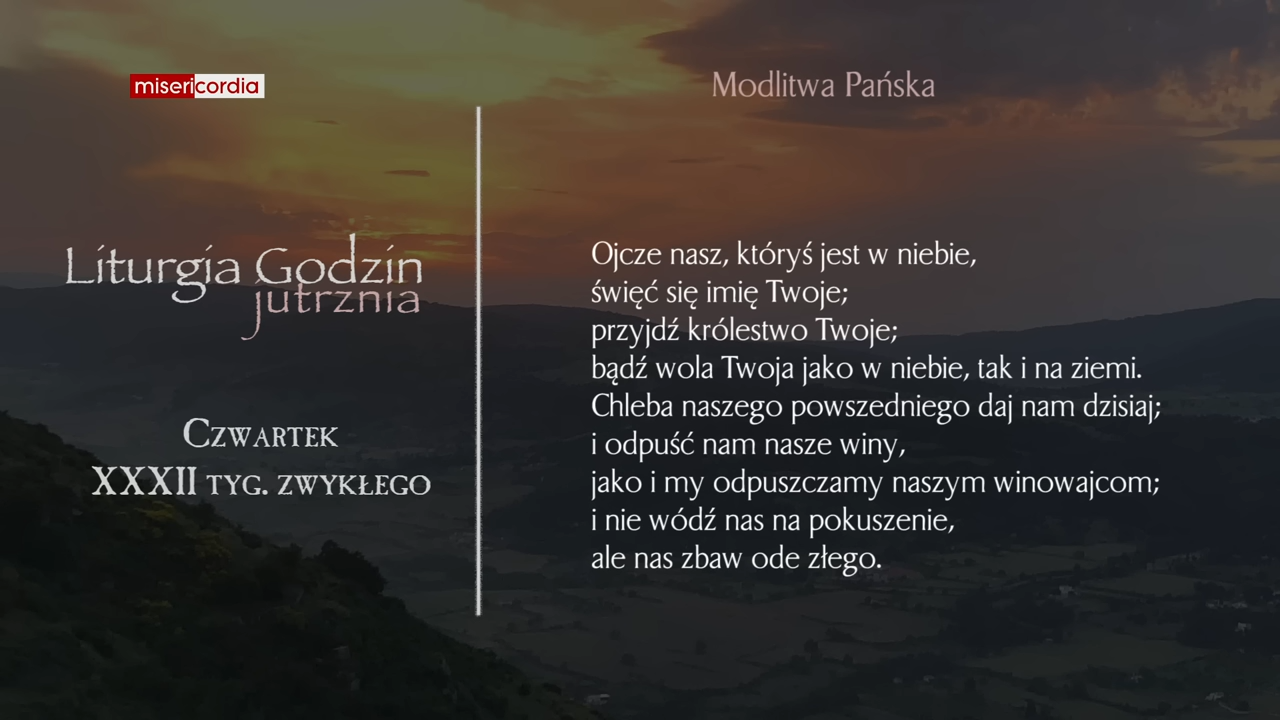 misericordia
Liturgia Godzin
jutrznia
Czwartek
XXXII tyg. zwykłego
Modlitwa Pańska
Ojcze nasz, któryś jest w niebie,
święć się imię Twoje;
przyjdź królestwo Twoje;
bądź wola Twoja jako w niebie, tak i na ziemi.
Chleba naszego powszedniego daj nam dzisiaj;
i odpuść nam nasze winy,
jako i my odpuszczamy naszym winowajcom;
i nie wódź nas na pokuszenie,
ale nas zbaw ode złego.